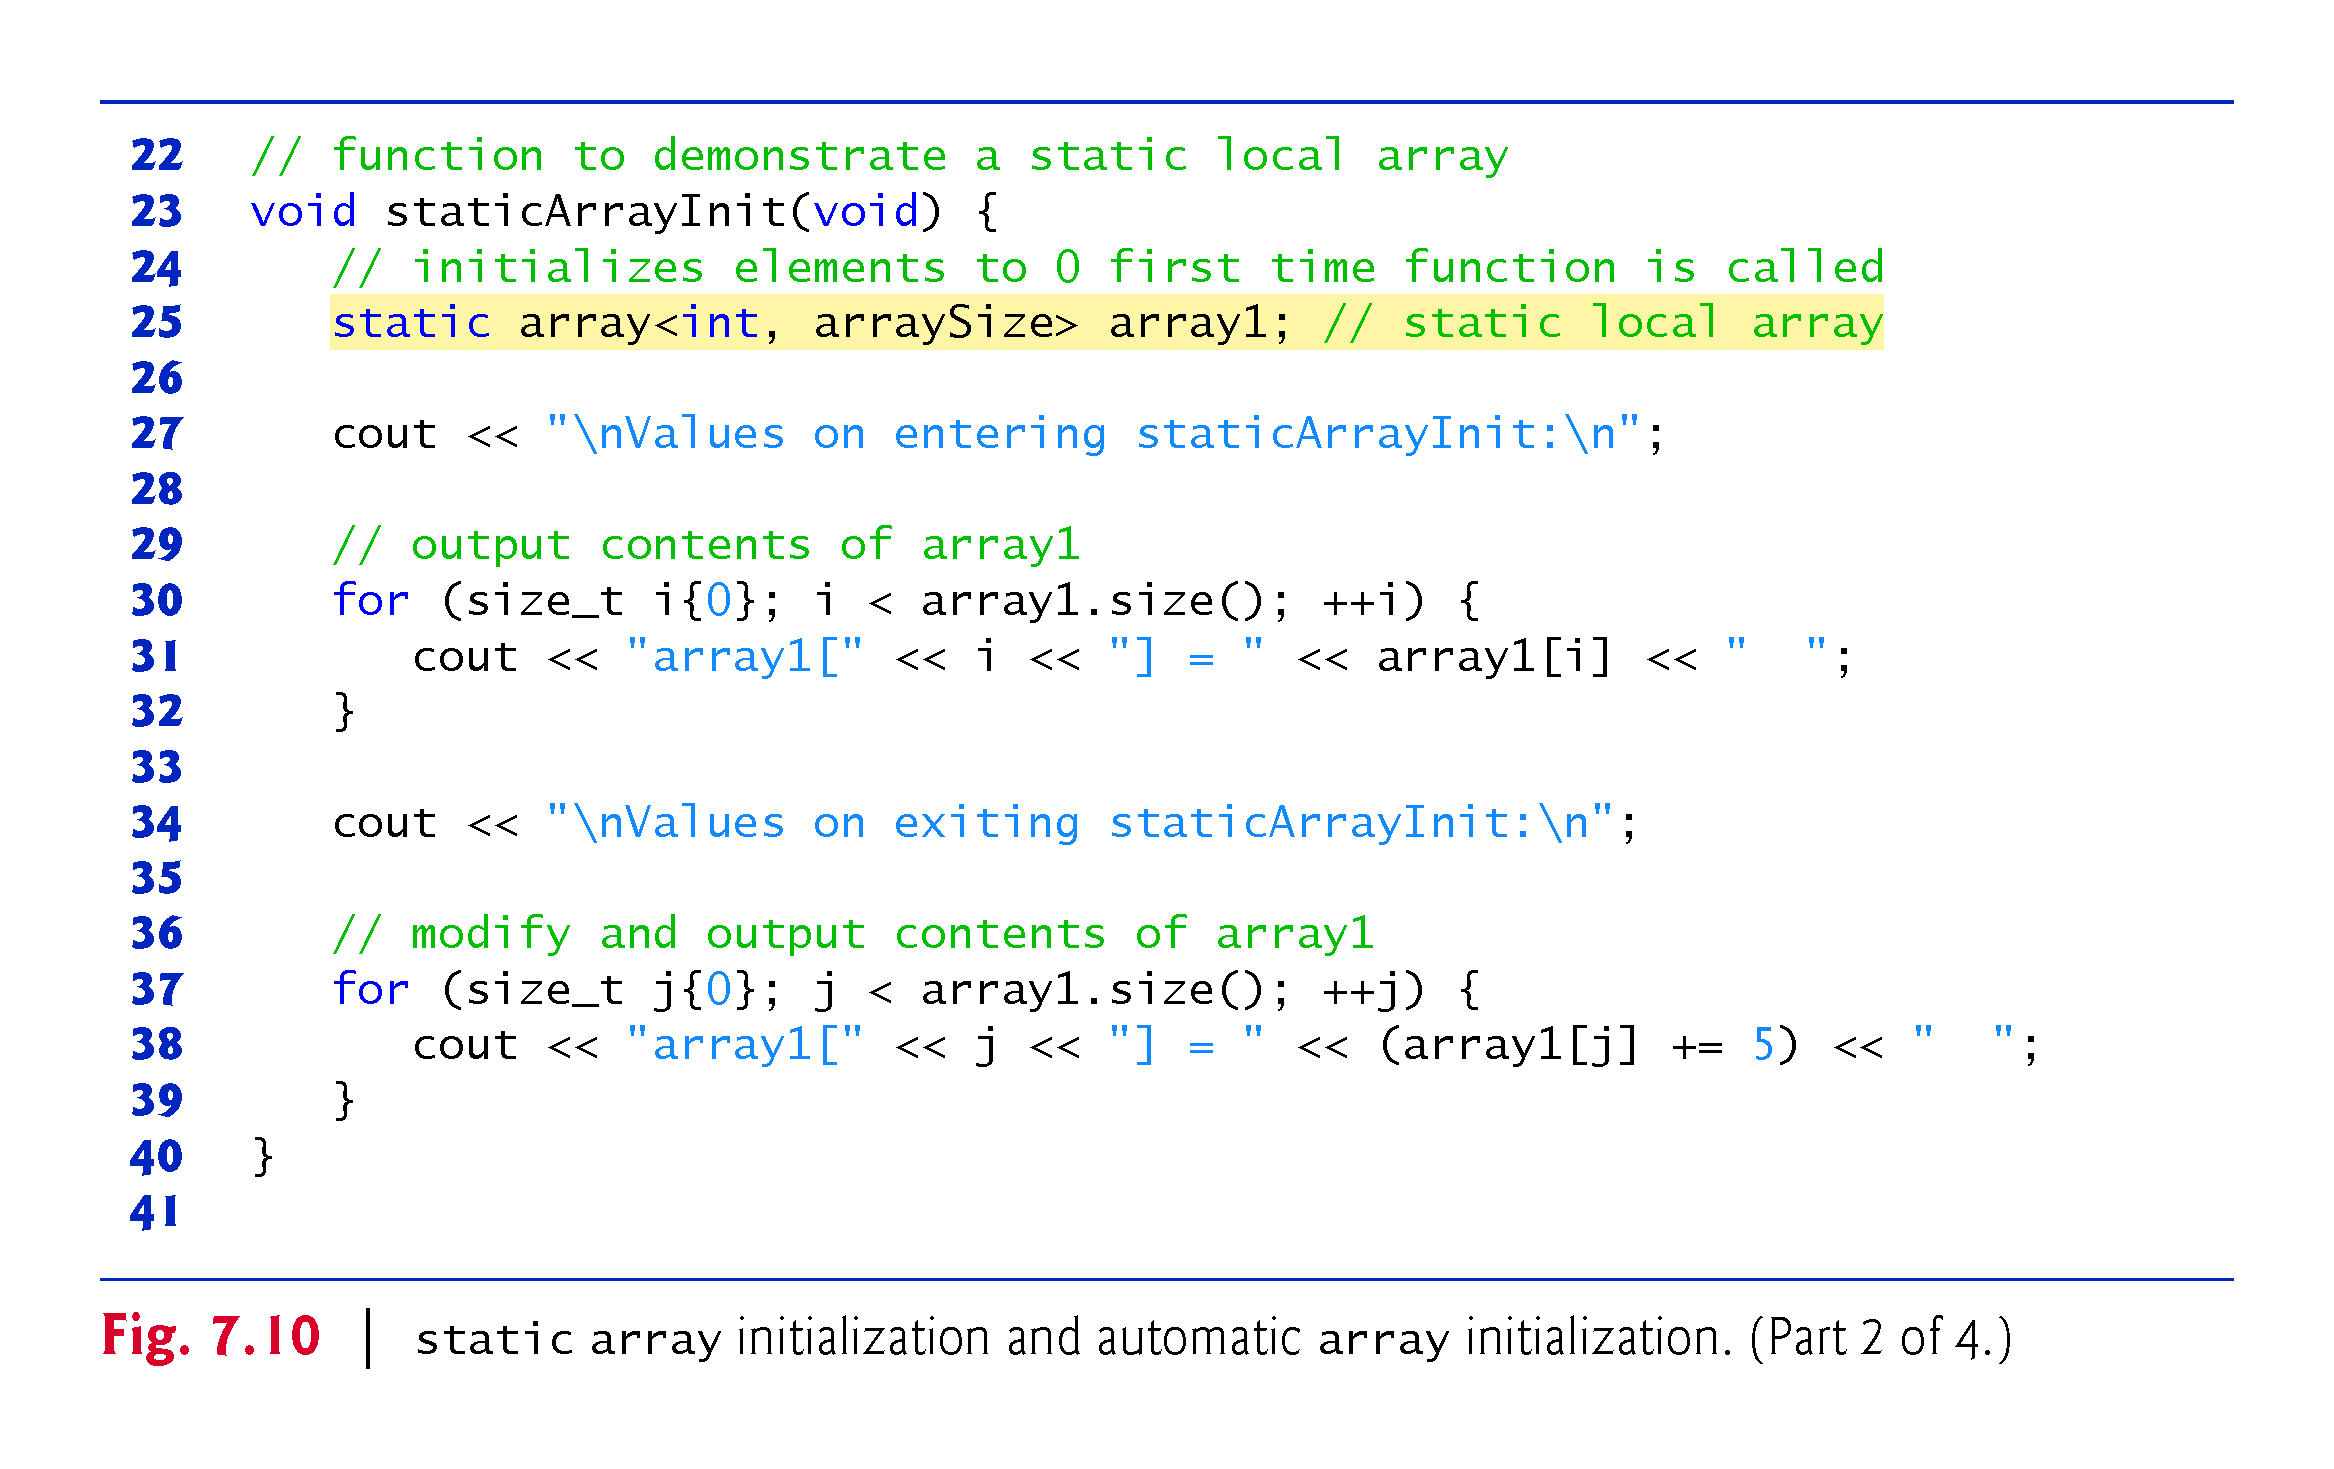 22 // function to demonstrate a static local array
23 void staticArrayInit(void) {
24    // initializes elements to 0 first time function is called
25    static array<int, arraySize> array1; // static local array
26
27    cout << "\nValues on entering staticArrayInit:\n";
28
29    // output contents of array1
30    for (size_t i{0}; i < array1.size(); ++i) {
31       cout << "array1[" << i << "] = " << array1[i] << "  ";
32    }
33
34    cout << "\nValues on exiting staticArrayInit:\n";
35
36    // modify and output contents of array1
37    for (size_t j{0}; j < array1.size(); ++j) {
38       cout << "array1[" << j << "] = " << (array1[j] += 5) << "  ";
39    }
40 }
41
Fig. 7.10 | static array initialization and automatic array initialization. (Part 2 of 4.)